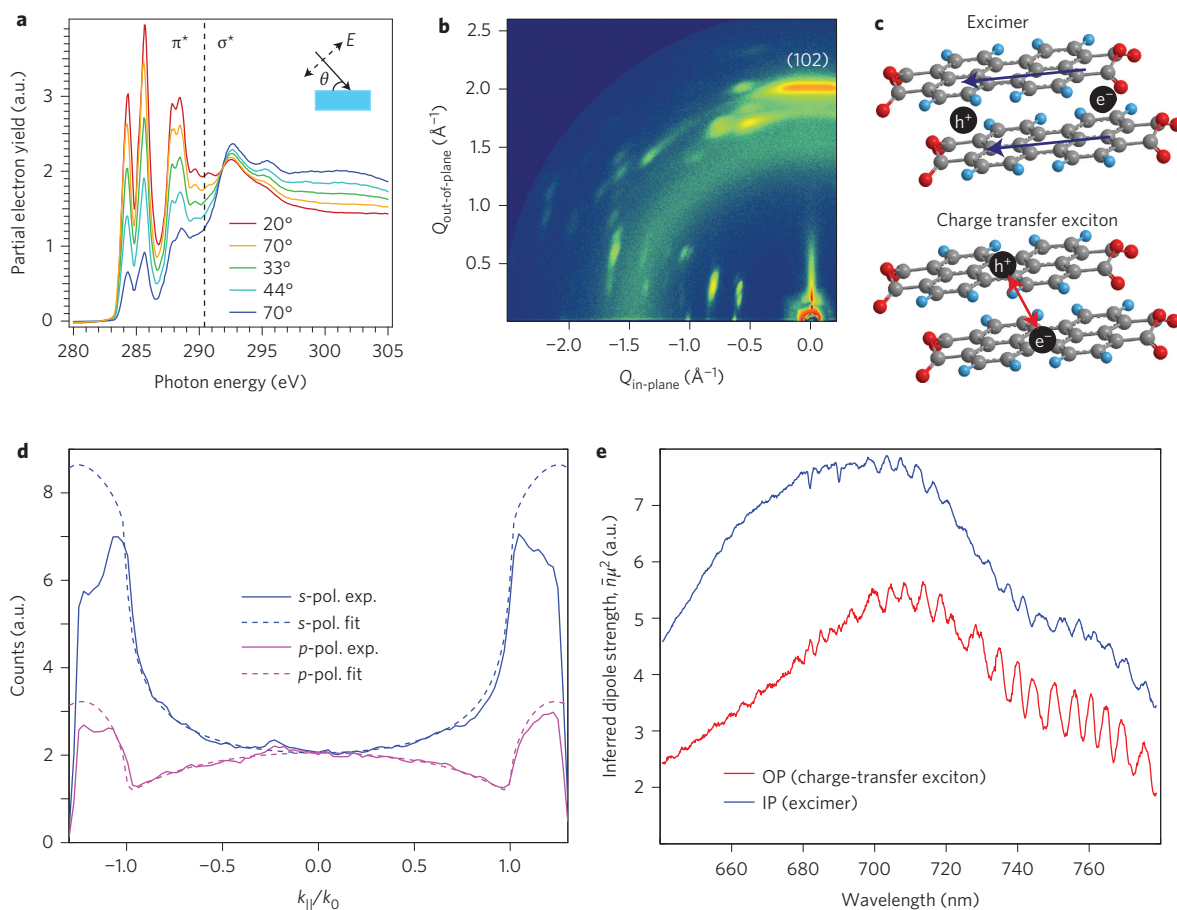 a
Partial electron yield (a.u.)
4
3
2
1
0
π*
σ*
E
θ
20°
70°
33°
44°
70°
280
285
290
295
300
305
Photon energy (eV)
b
Q out-of-plane (Å⁻¹)
2.5
2.0
1.5
1.0
0.5
(102)
−2.0
−1.5
−1.0
−0.5
0.0
Q in-plane (Å⁻¹)
c
Excimer
h⁺
e⁻
Charge transfer exciton
h⁺
e⁻
d
Counts (a.u.)
8
6
4
2
0
s-pol. exp.
s-pol. fit
p-pol. exp.
p-pol. fit
−1.0
−0.5
0.0
0.5
1.0
k||/k0
e
Inferred dipole strength, n̄μ² (a.u.)
7
6
5
4
3
2
OP (charge-transfer exciton)
IP (excimer)
660
680
700
720
740
760
Wavelength (nm)